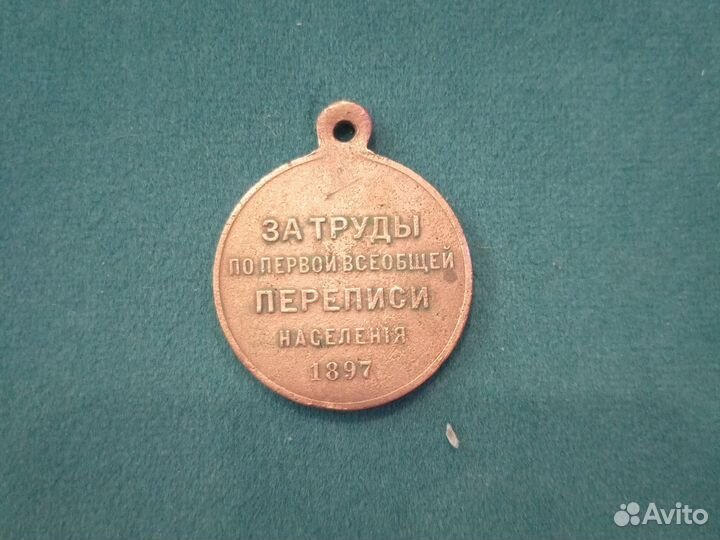 ЗА ТРУДЫ
ПО ПЕРВОЙ ВСЕОБЩЕЙ
ПЕРЕПИСИ
НАСЕЛЕНІЯ
1897
Avito